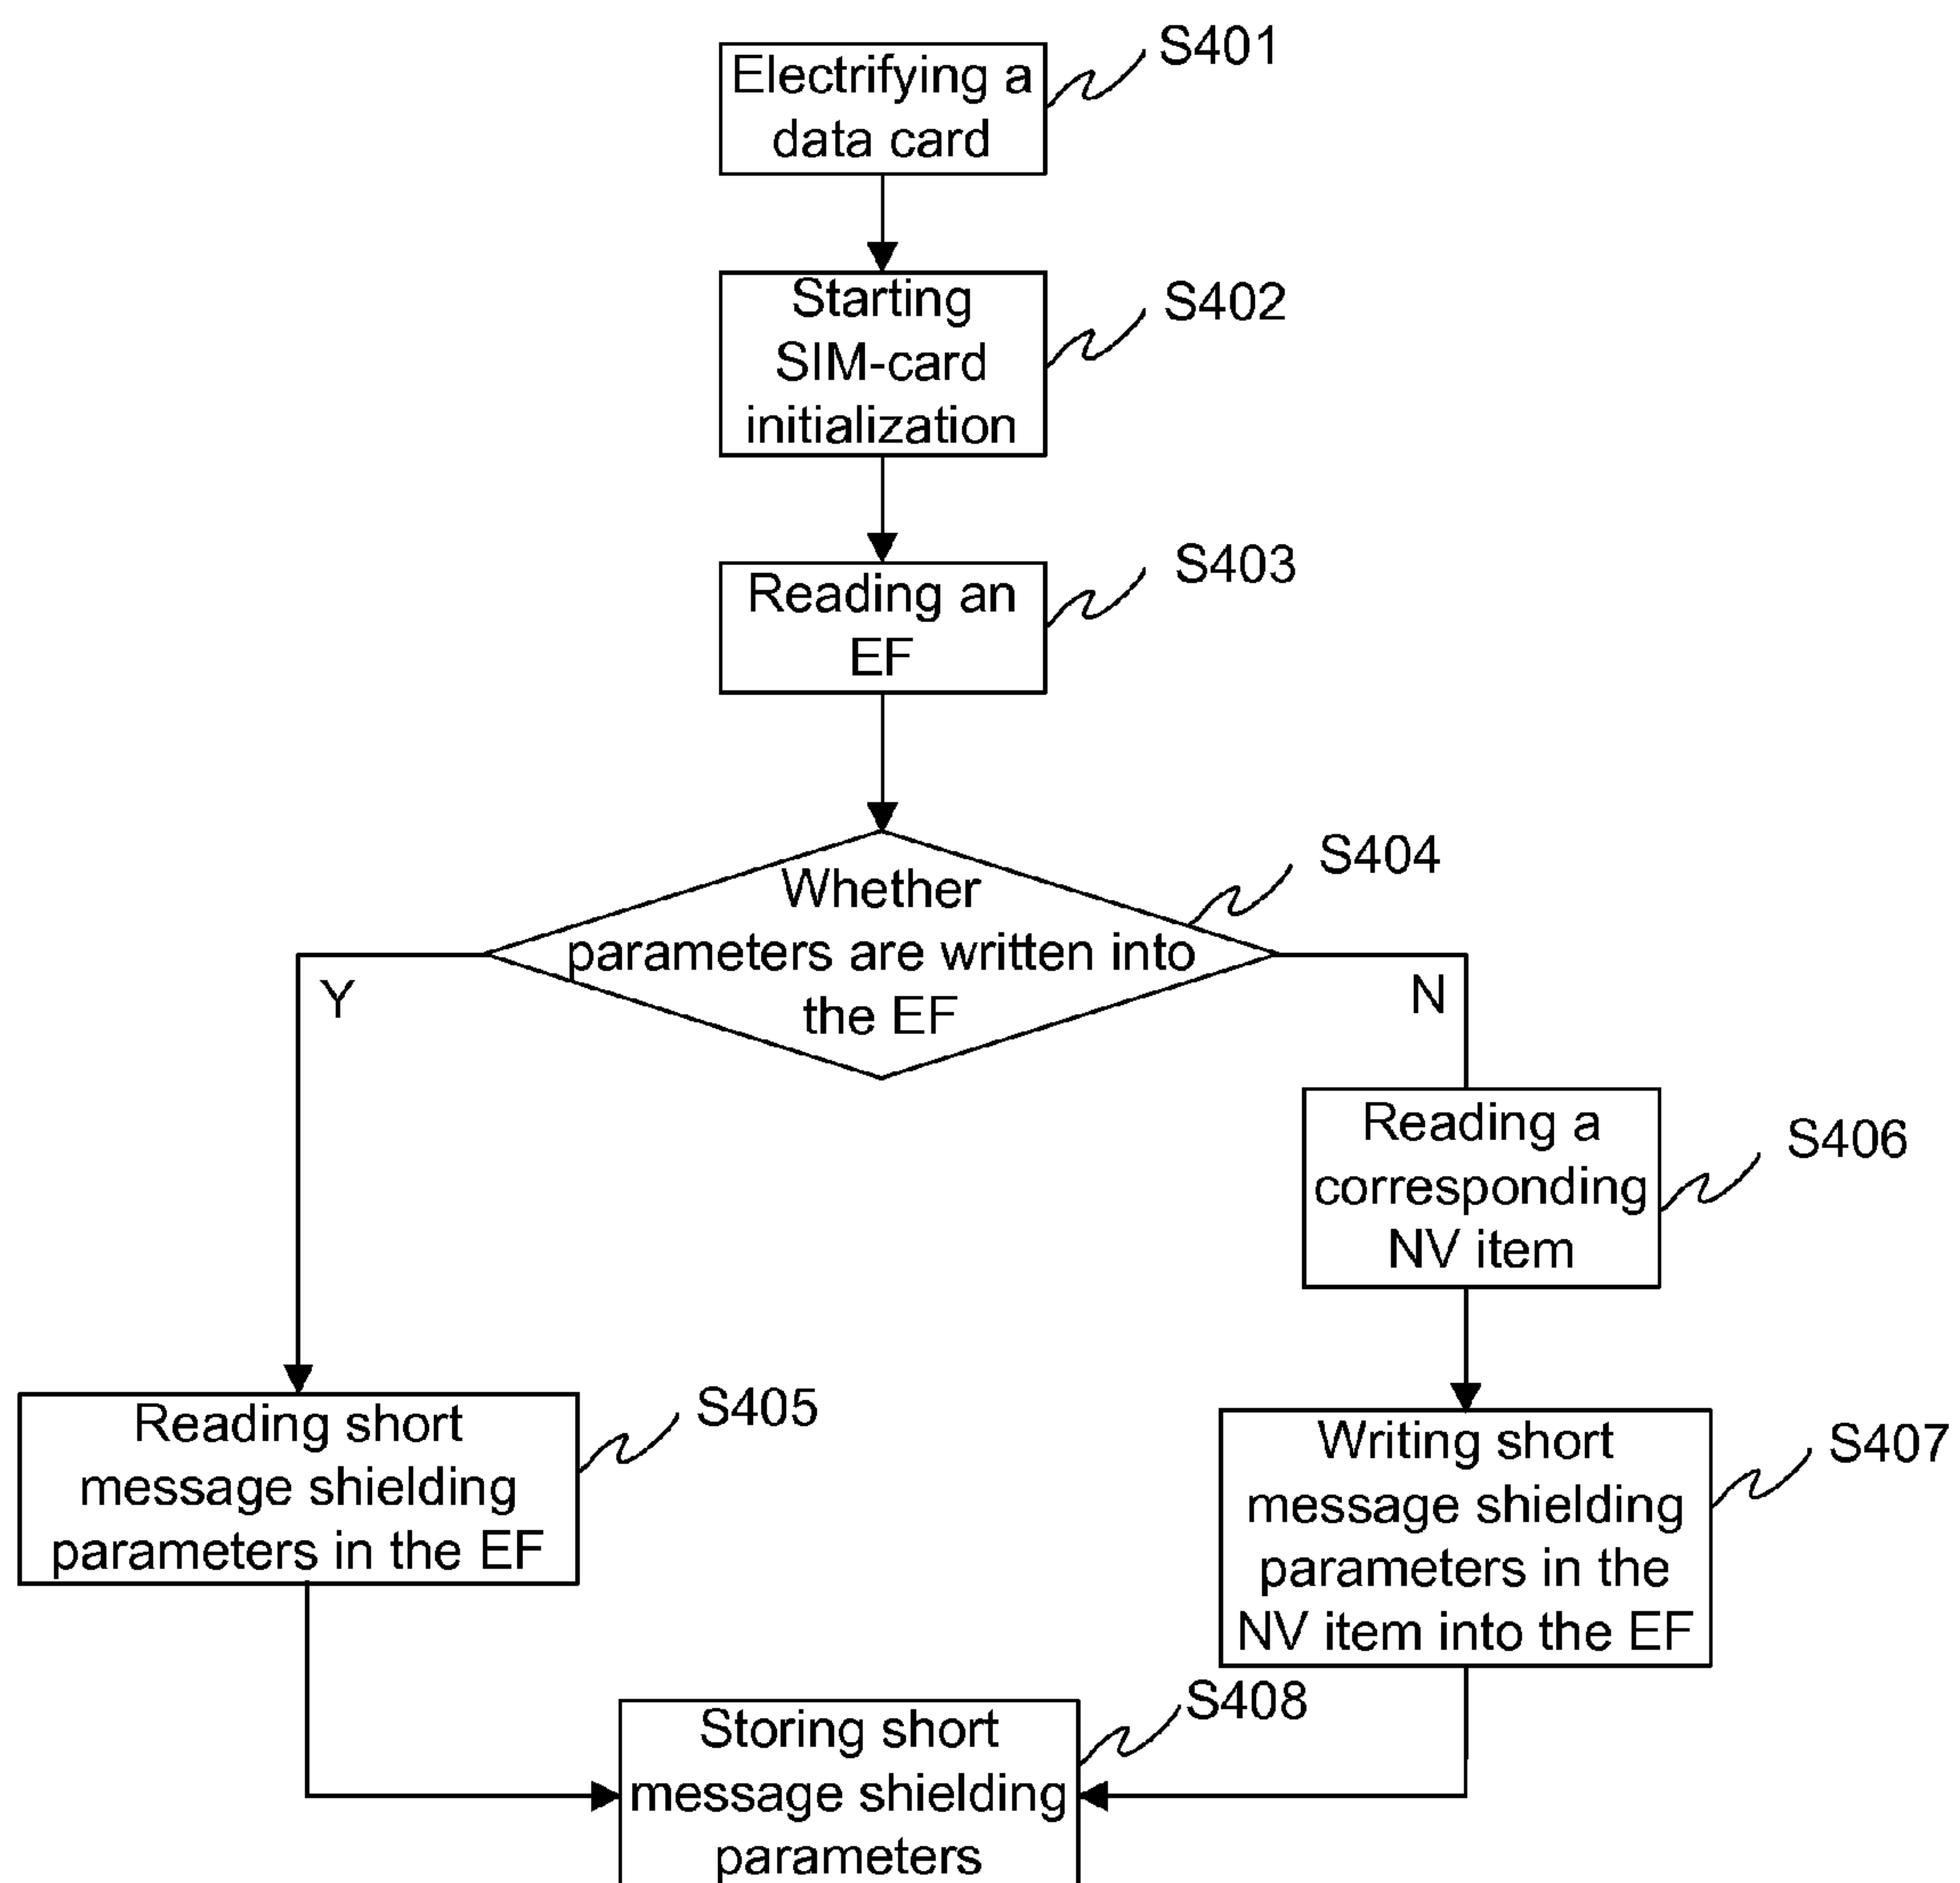 Electrifying a
data card
S401
Starting
SIM-card
initialization
S402
Reading an
EF
S403
Whether
parameters are written into
the EF
S404
Y
N
Reading a
corresponding
NV item
S406
Reading short
message shielding
parameters in the EF
S405
Writing short
message shielding
parameters in the
NV item into the EF
S407
Storing short
message shielding
parameters
S408